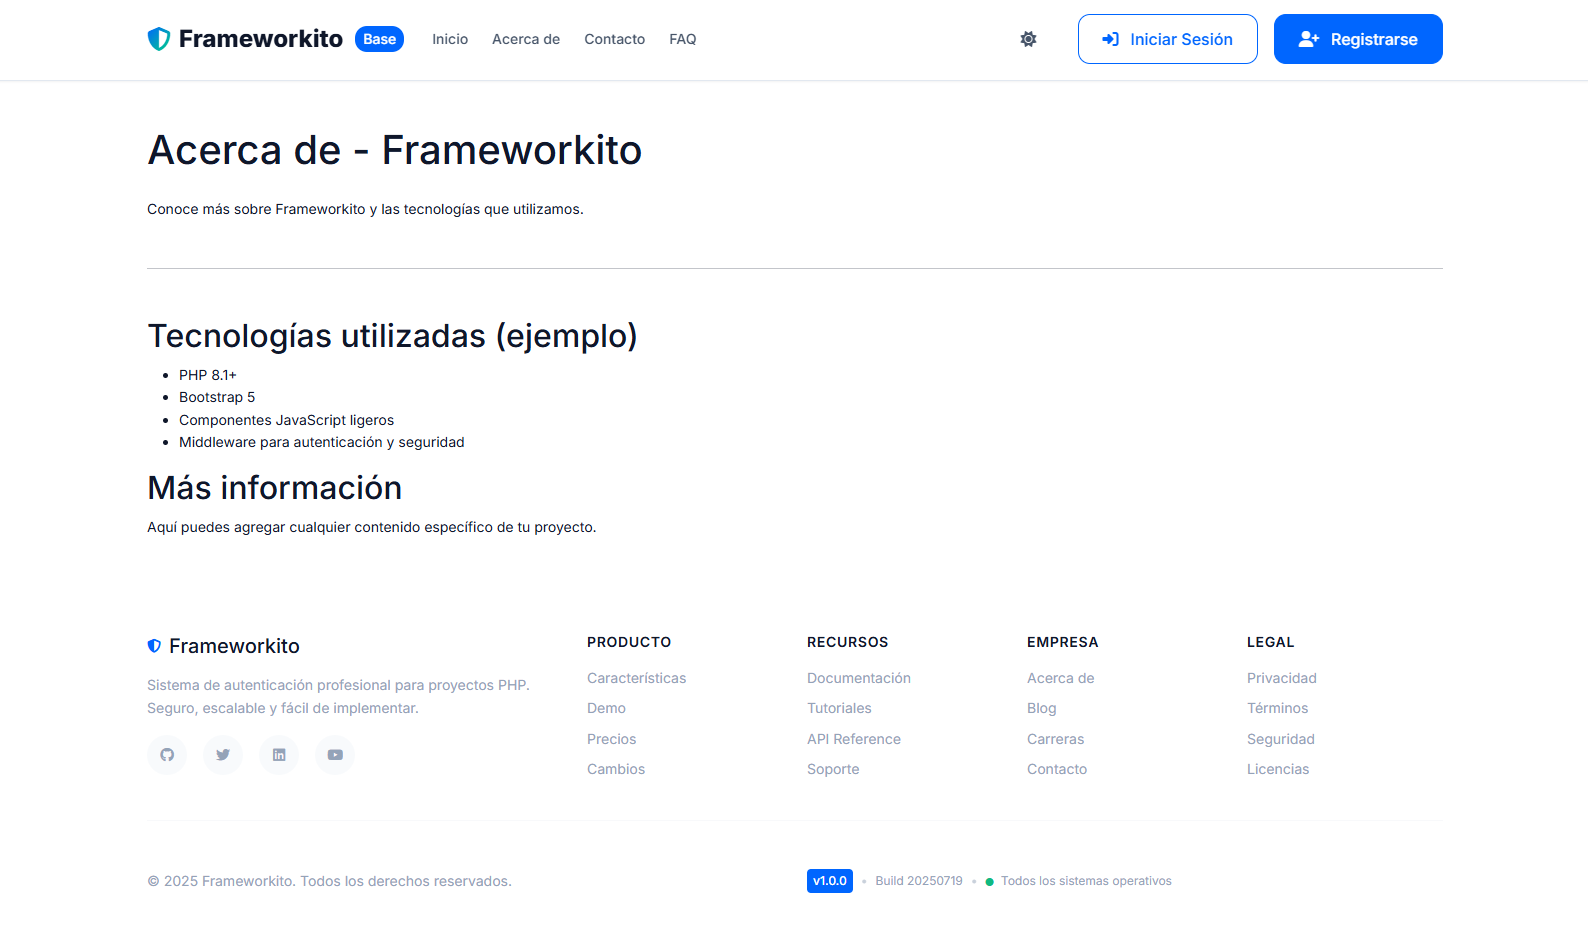 Frameworkito Base Inicio Acerca de Contacto FAQ Iniciar Sesión Registrarse
Acerca de - Frameworkito
Conoce más sobre Frameworkito y las tecnologías que utilizamos.
Tecnologías utilizadas (ejemplo)
PHP 8.1+
Bootstrap 5
Componentes JavaScript ligeros
Middleware para autenticación y seguridad
Más información
Aquí puedes agregar cualquier contenido específico de tu proyecto.
Frameworkito
Sistema de autenticación profesional para proyectos PHP.
Seguro, escalable y fácil de implementar.
PRODUCTO
Características
Demo
Precios
Cambios
RECURSOS
Documentación
Tutoriales
API Reference
Soporte
EMPRESA
Acerca de
Blog
Carreras
Contacto
LEGAL
Privacidad
Términos
Seguridad
Licencias
© 2025 Frameworkito. Todos los derechos reservados.
v1.0.0 • Build 20250719 • Todos los sistemas operativos